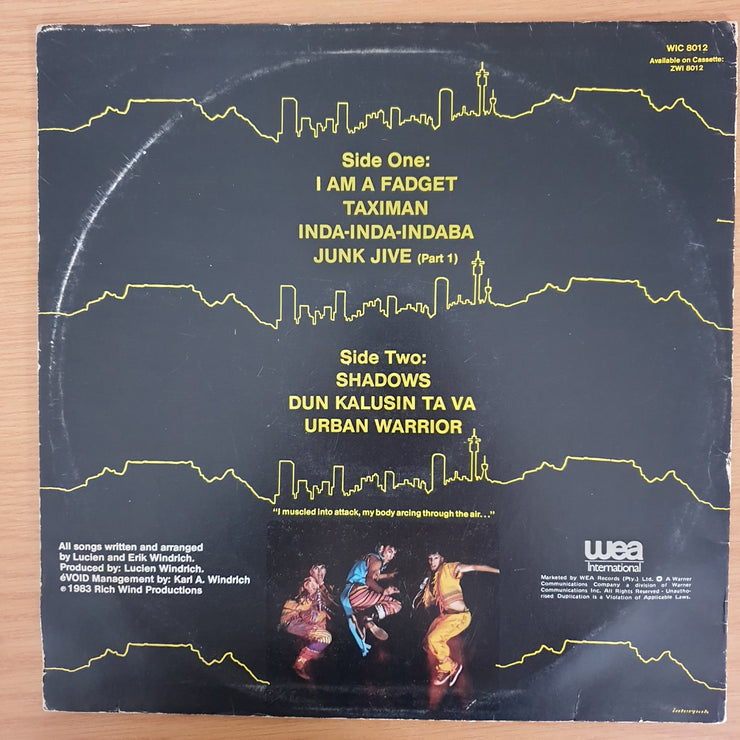 WIC 8012
Available on Cassette:
ZWI 8012
Side One:
I AM A FADGET
TAXIMAN
INDA-INDA-INDABA
JUNK JIVE (Part 1)
Side Two:
SHADOWS
DUN KALUSIN TA VA
URBAN WARRIOR
"I muscled into attack, my body arcing through the air..."
All songs written and arranged
by Lucien and Erik Windrich.
Produced by: Lucien Windrich.
éVOID Management by: Karl A. Windrich
℗ 1983 Rich Wind Productions
wea
International
Marketed by WEA Records (Pty.) Ltd. Ⓟ A Warner
Communications Company a division of Warner
Communications Inc. All Rights Reserved - Unautho-
rised Duplication is a Violation of Applicable Laws.
interpak